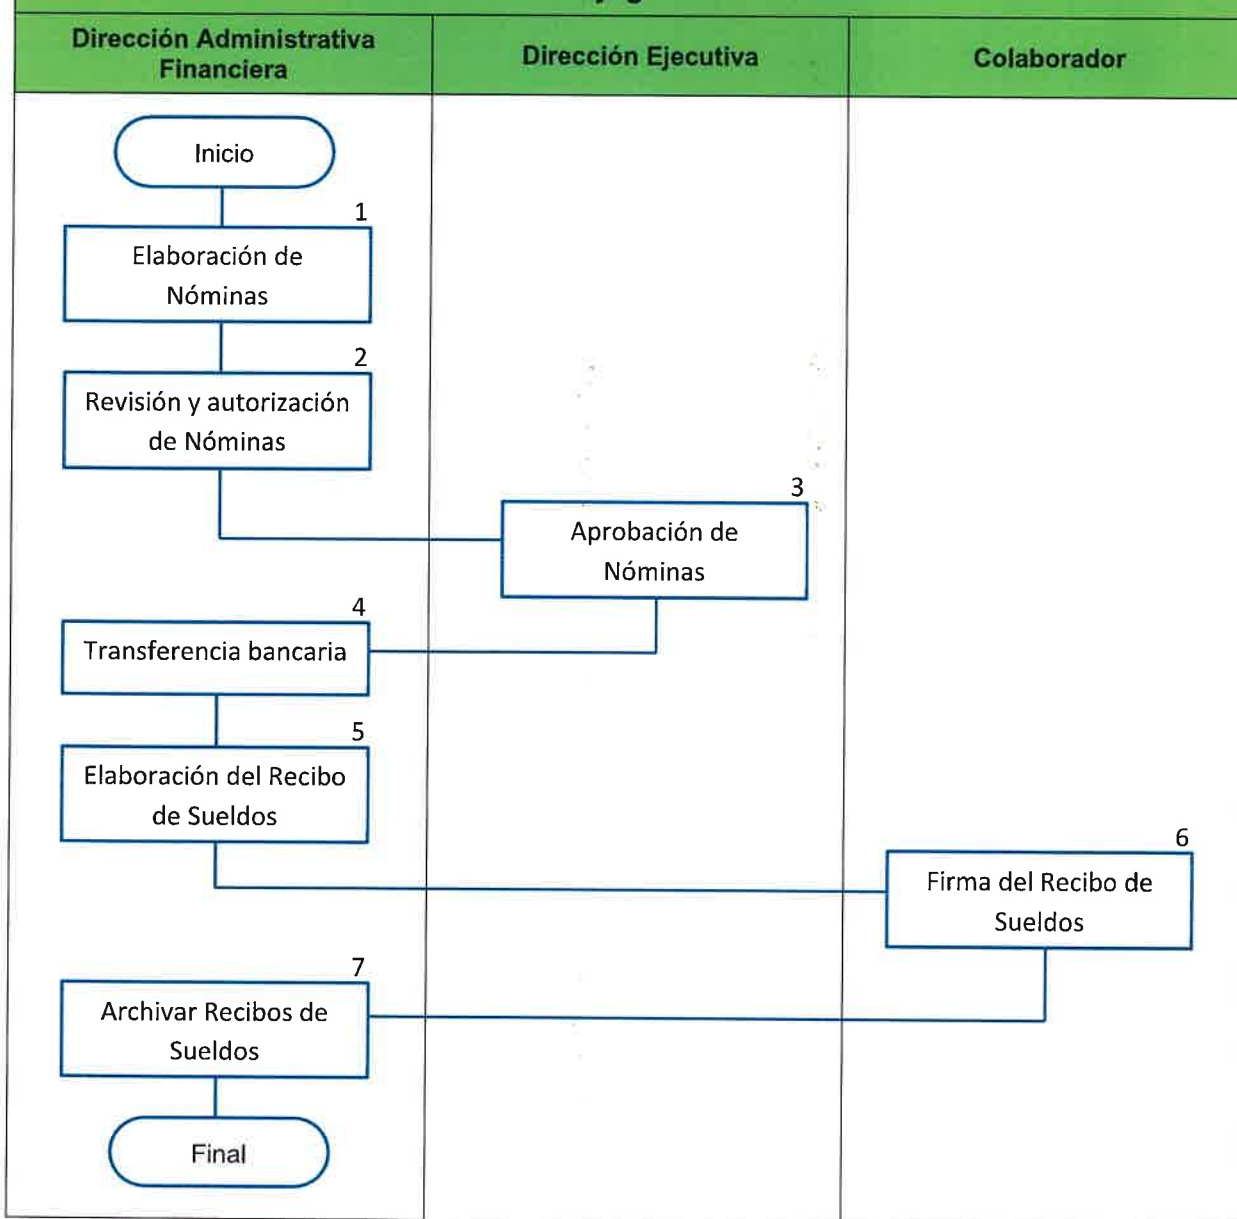 Dirección Administrativa
Financiera
Dirección Ejecutiva
Colaborador
Inicio
1
Elaboración de
Nóminas
2
Revisión y autorización
de Nóminas
3
Aprobación de
Nóminas
4
Transferencia bancaria
5
Elaboración del Recibo
de Sueldos
6
Firma del Recibo de
Sueldos
7
Archivar Recibos de
Sueldos
Final